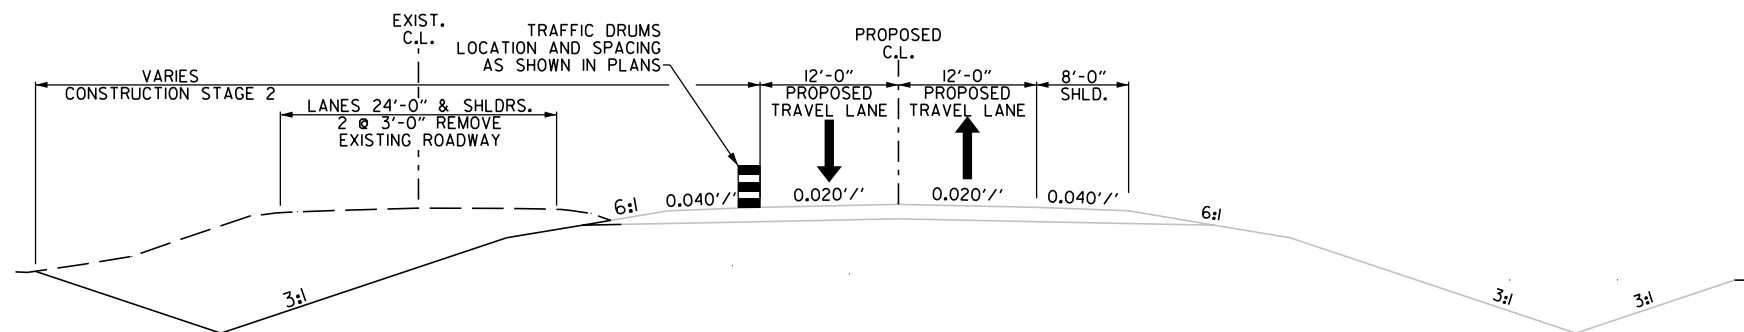 EXIST.
C.L.
TRAFFIC DRUMS
LOCATION AND SPACING
AS SHOWN IN PLANS
PROPOSED
C.L.
VARIES
CONSTRUCTION STAGE 2
12'-0"
PROPOSED
TRAVEL LANE
12'-0"
PROPOSED
TRAVEL LANE
8'-0"
SHLD.
LANES 24'-0" & SHLDRS.
2 @ 3'-0" REMOVE
EXISTING ROADWAY
6:1
0.040'/'
0.020'/'
0.020'/'
0.040'/'
6:1
3:1
3:1
3:1